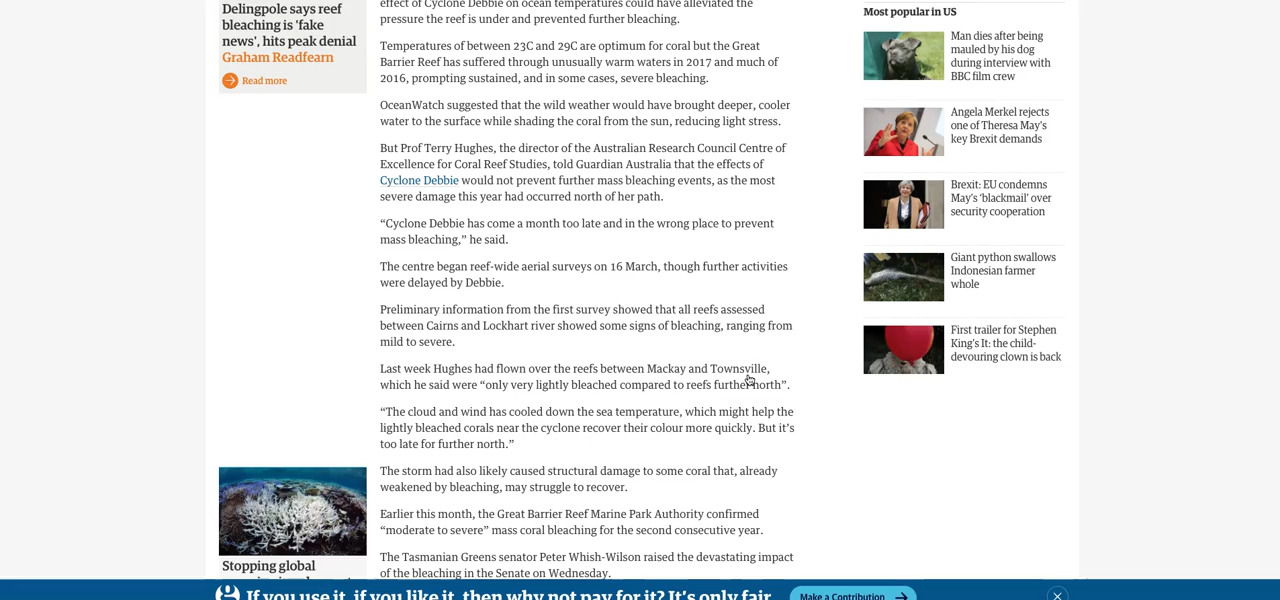 Delingpole says reef
bleaching is 'fake
news', hits peak denial
Graham Readfearn
Read more
effect of Cyclone Debbie on ocean temperatures could have alleviated the
pressure the reef is under and prevented further bleaching.
Temperatures of between 23C and 29C are optimum for coral but the Great
Barrier Reef has suffered through unusually warm waters in 2017 and much of
2016, prompting sustained, and in some cases, severe bleaching.
OceanWatch suggested that the wild weather would have brought deeper, cooler
water to the surface while shading the coral from the sun, reducing light stress.
But Prof Terry Hughes, the director of the Australian Research Council Centre of
Excellence for Coral Reef Studies, told Guardian Australia that the effects of
Cyclone Debbie would not prevent further mass bleaching events, as the most
severe damage this year had occurred north of her path.
“Cyclone Debbie has come a month too late and in the wrong place to prevent
mass bleaching,” he said.
The centre began reef-wide aerial surveys on 16 March, though further activities
were delayed by Debbie.
Preliminary information from the first survey showed that all reefs assessed
between Cairns and Lockhart river showed some signs of bleaching, ranging from
mild to severe.
Last week Hughes had flown over the reefs between Mackay and Townsville,
which he said were “only very lightly bleached compared to reefs further north”.
“The cloud and wind has cooled down the sea temperature, which might help the
lightly bleached corals near the cyclone recover their colour more quickly. But it’s
too late for further north.”
The storm had also likely caused structural damage to some coral that, already
weakened by bleaching, may struggle to recover.
Earlier this month, the Great Barrier Reef Marine Park Authority confirmed
“moderate to severe” mass coral bleaching for the second consecutive year.
The Tasmanian Greens senator Peter Whish-Wilson raised the devastating impact
of the bleaching in the Senate on Wednesday.
Stopping global
Most popular in US
Man dies after being
mauled by his dog
during interview with
BBC film crew
Angela Merkel rejects
one of Theresa May's
key Brexit demands
Brexit: EU condemns
May's ‘blackmail’ over
security cooperation
Giant python swallows
Indonesian farmer
whole
First trailer for Stephen
King's It: the child-
devouring clown is back
If you use it, if you like it, then why not pay for it? It’s only fair.
Make a Contribution